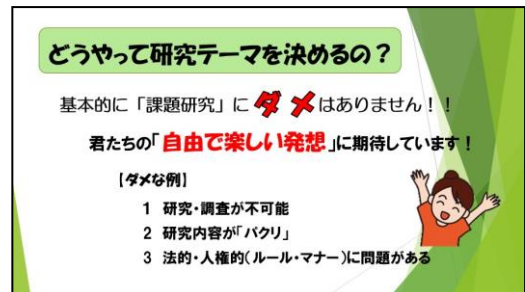 どうやって研究テーマを決めるの？
基本的に「課題研究」にダメはありません！！
君たちの「自由で楽しい発想」に期待しています！
【ダメな例】
1 研究・調査が不可能
2 研究内容が「パクリ」
3 法的・人権的（ルール・マナー）に問題がある